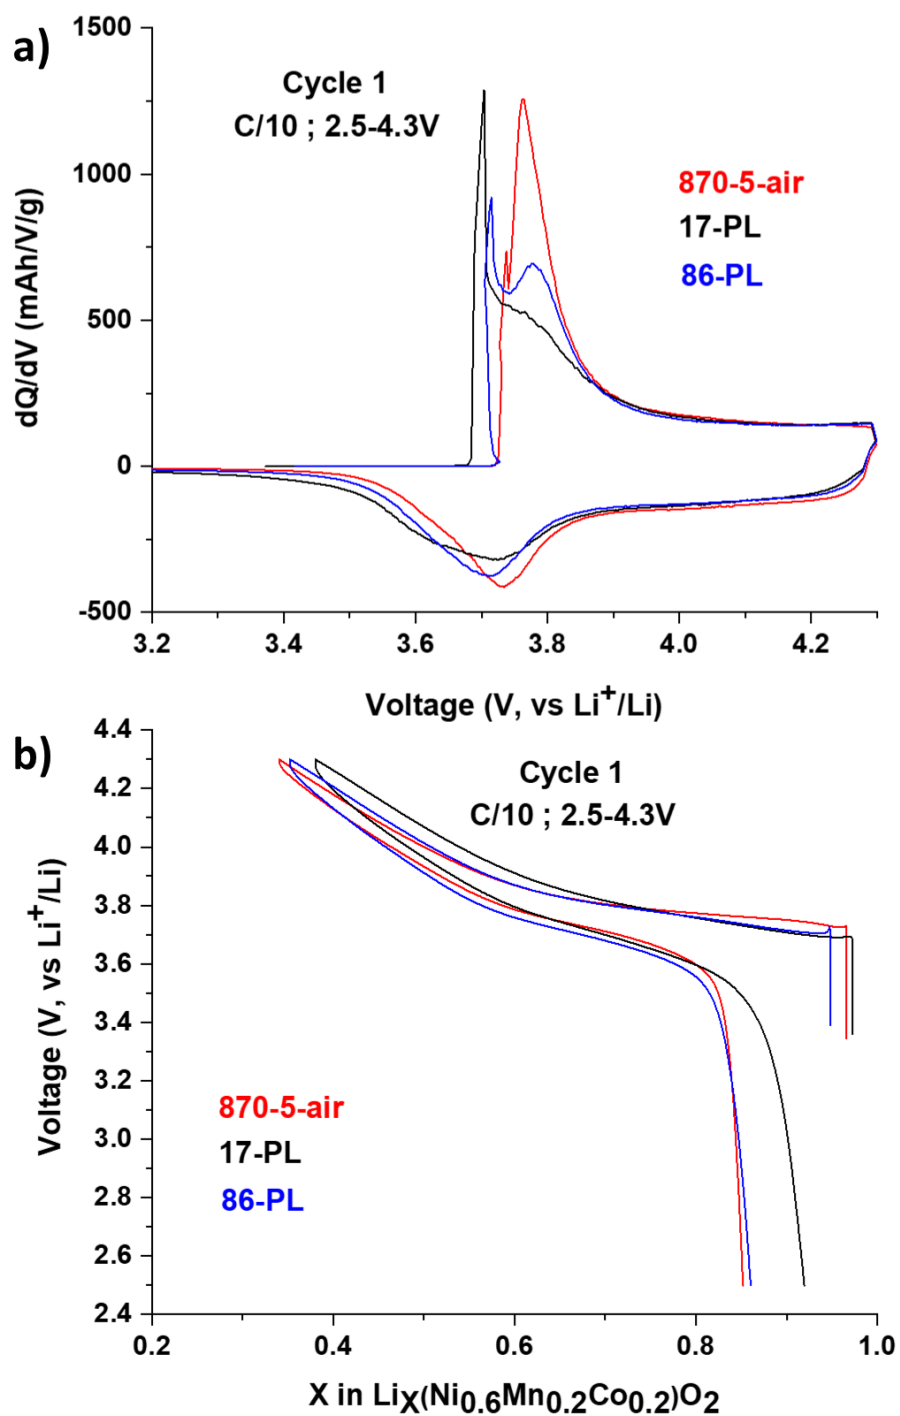 a)
1500
1000
500
0
-500
dQ/dV (mAh/V/g)
Cycle 1
C/10 ; 2.5-4.3V
870-5-air
17-PL
86-PL
3.2 3.4 3.6 3.8 4.0 4.2
Voltage (V, vs Li⁺/Li)
b)
4.4
4.2
4.0
3.8
3.6
3.4
3.2
3.0
2.8
2.6
2.4
Voltage (V, vs Li⁺/Li)
Cycle 1
C/10 ; 2.5-4.3V
870-5-air
17-PL
86-PL
0.2 0.4 0.6 0.8 1.0
X in LiX(Ni0.6Mn0.2Co0.2)O2